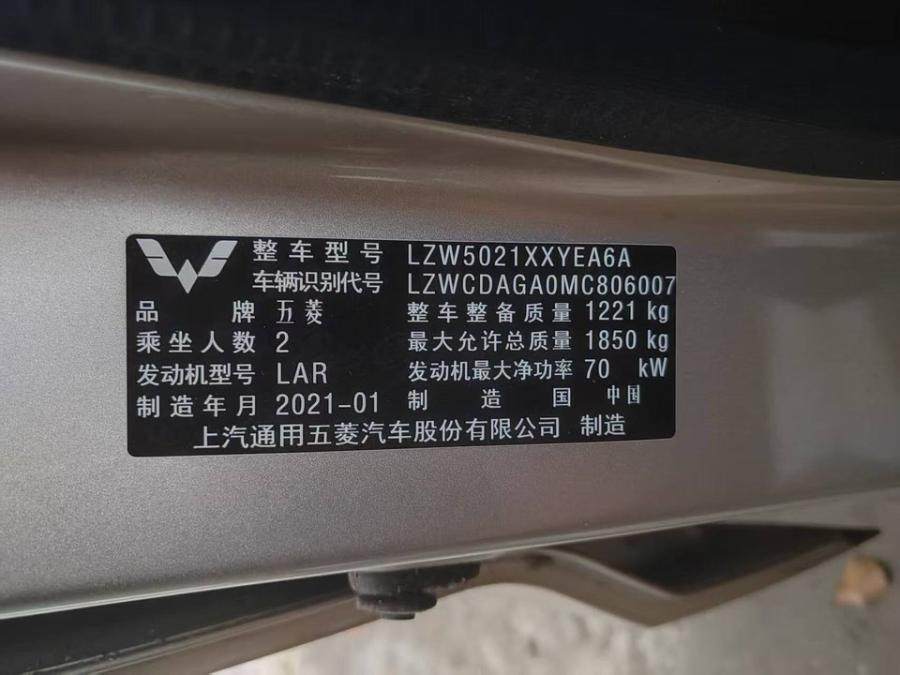 整车型号 LZW5021XXYEA6A
车辆识别代号 LZWCDAGA0MC806007
品牌 五菱 整车整备质量 1221 kg
乘坐人数 2 最大允许总质量 1850 kg
发动机型号 LAR 发动机最大净功率 70 kW
制造年月 2021-01 制造国 中国
上汽通用五菱汽车股份有限公司 制造